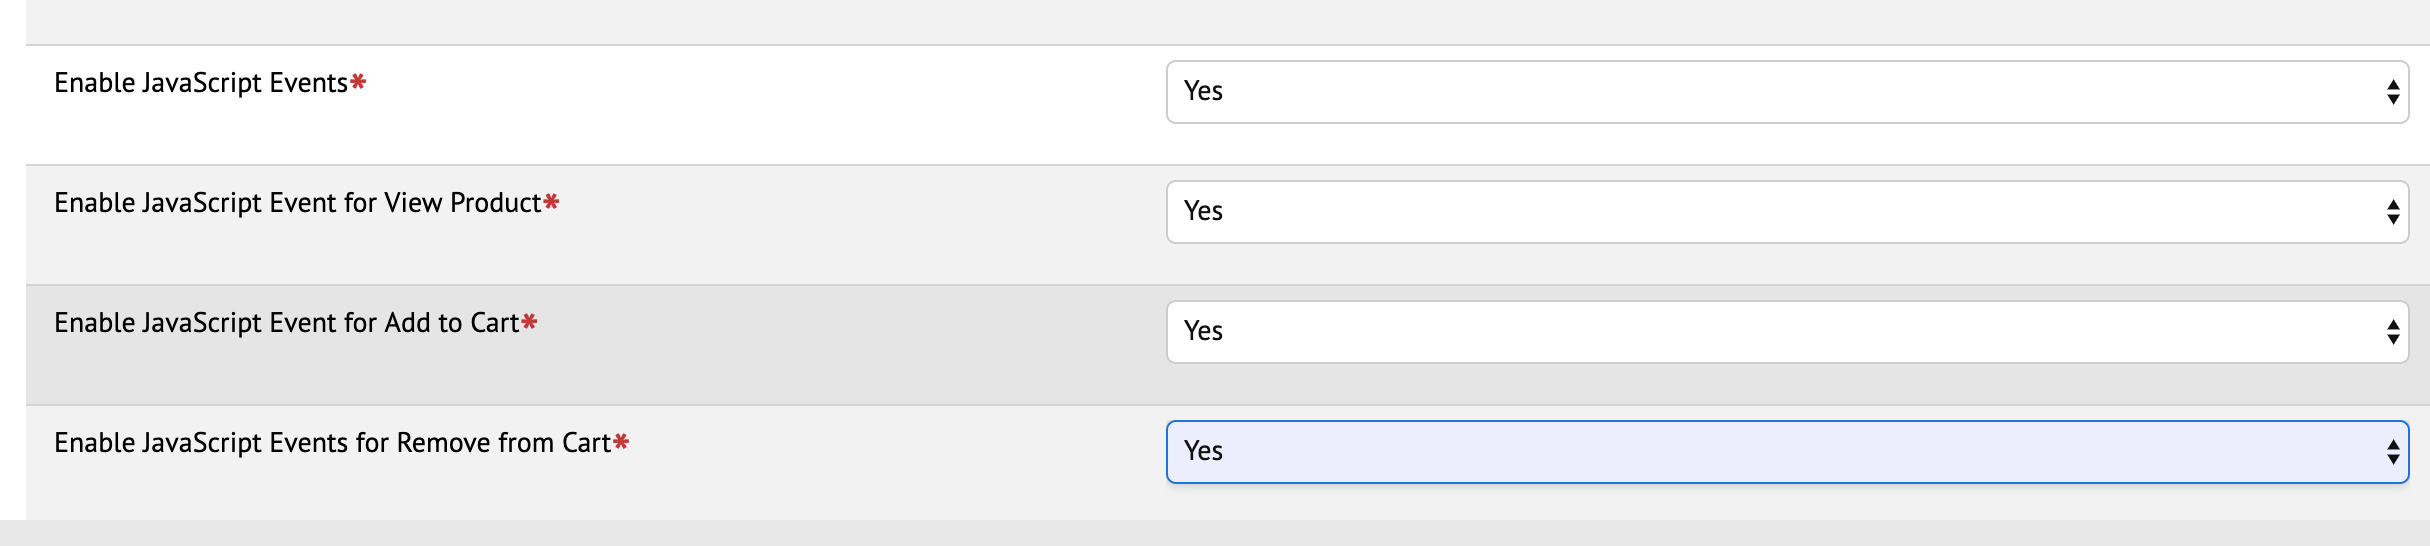 Enable JavaScript Events*
Yes
Enable JavaScript Event for View Product*
Yes
Enable JavaScript Event for Add to Cart*
Yes
Enable JavaScript Events for Remove from Cart*
Yes